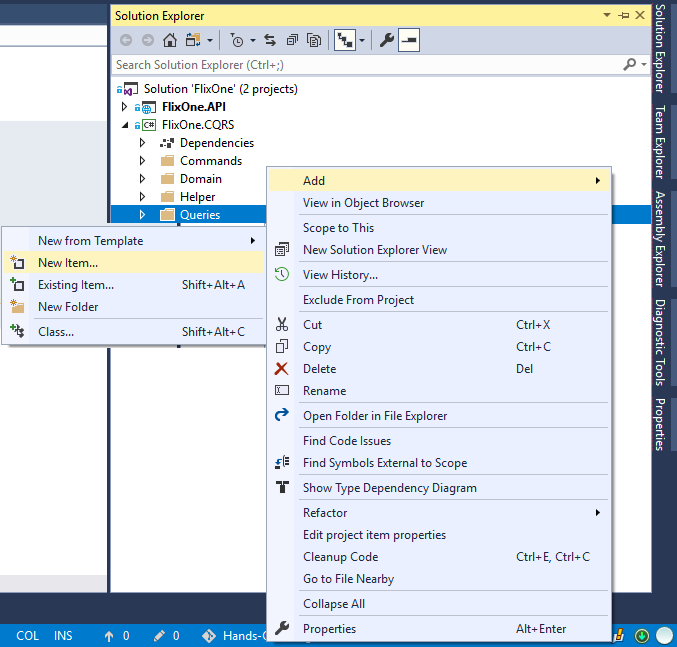 Solution Explorer
Search Solution Explorer (Ctrl+;)
Solution 'FlixOne' (2 projects)
FlixOne.API
C# FlixOne.CQRS
Dependencies
Commands
Domain
Helper
Queries
New from Template
New Item...
Existing Item... Shift+Alt+A
New Folder
Class... Shift+Alt+C
Add
View in Object Browser
Scope to This
New Solution Explorer View
View History...
Exclude From Project
Cut Ctrl+X
Copy Ctrl+C
Delete Del
Rename
Open Folder in File Explorer
Find Code Issues
Find Symbols External to Scope
Show Type Dependency Diagram
Refactor
Edit project item properties
Cleanup Code Ctrl+E, Ctrl+C
Go to File Nearby
Collapse All
Properties Alt+Enter
Solution Explorer
Team Explorer
Assembly Explorer
Diagnostic Tools
Properties
COL INS 0 0 Hands-